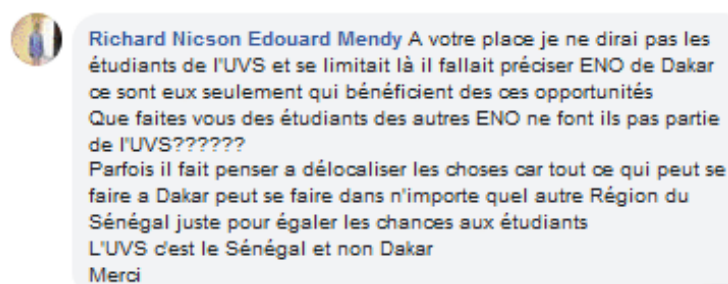 Richard Nicson Edouard Mendy A votre place je ne dirai pas les
étudiants de l'UVS et se limitait là il fallait préciser ENO de Dakar
ce sont eux seulement qui bénéficient des ces opportunités
Que faites vous des étudiants des autres ENO ne font ils pas partie
de l'UVS??????
Parfois il fait penser a délocaliser les choses car tout ce qui peut se
faire a Dakar peut se faire dans n'importe quel autre Région du
Sénégal juste pour égaler les chances aux étudiants
L'UVS c'est le Sénégal et non Dakar
Merci